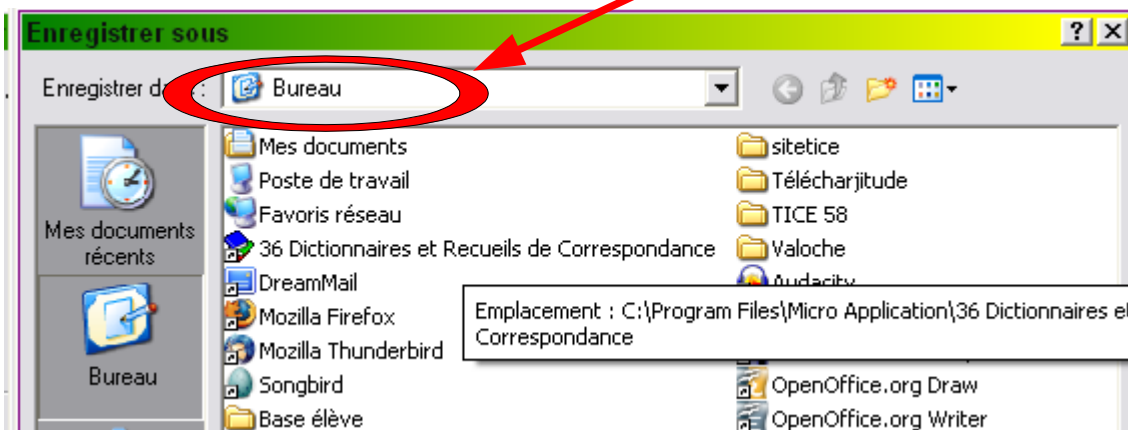 Enregistrer sous
Enregistrer da :
Bureau
Mes documents
Poste de travail
Favoris réseau
36 Dictionnaires et Recueils de Correspondance
DreamMail
Mozilla Firefox
Mozilla Thunderbird
Songbird
Base élève
sitetice
Télécharjitude
TICE 58
Valoche
Audacity
OpenOffice.org Draw
OpenOffice.org Writer
Emplacement : C:\Program Files\Micro Application\36 Dictionnaires et
Correspondance
Mes documents
récents
Bureau